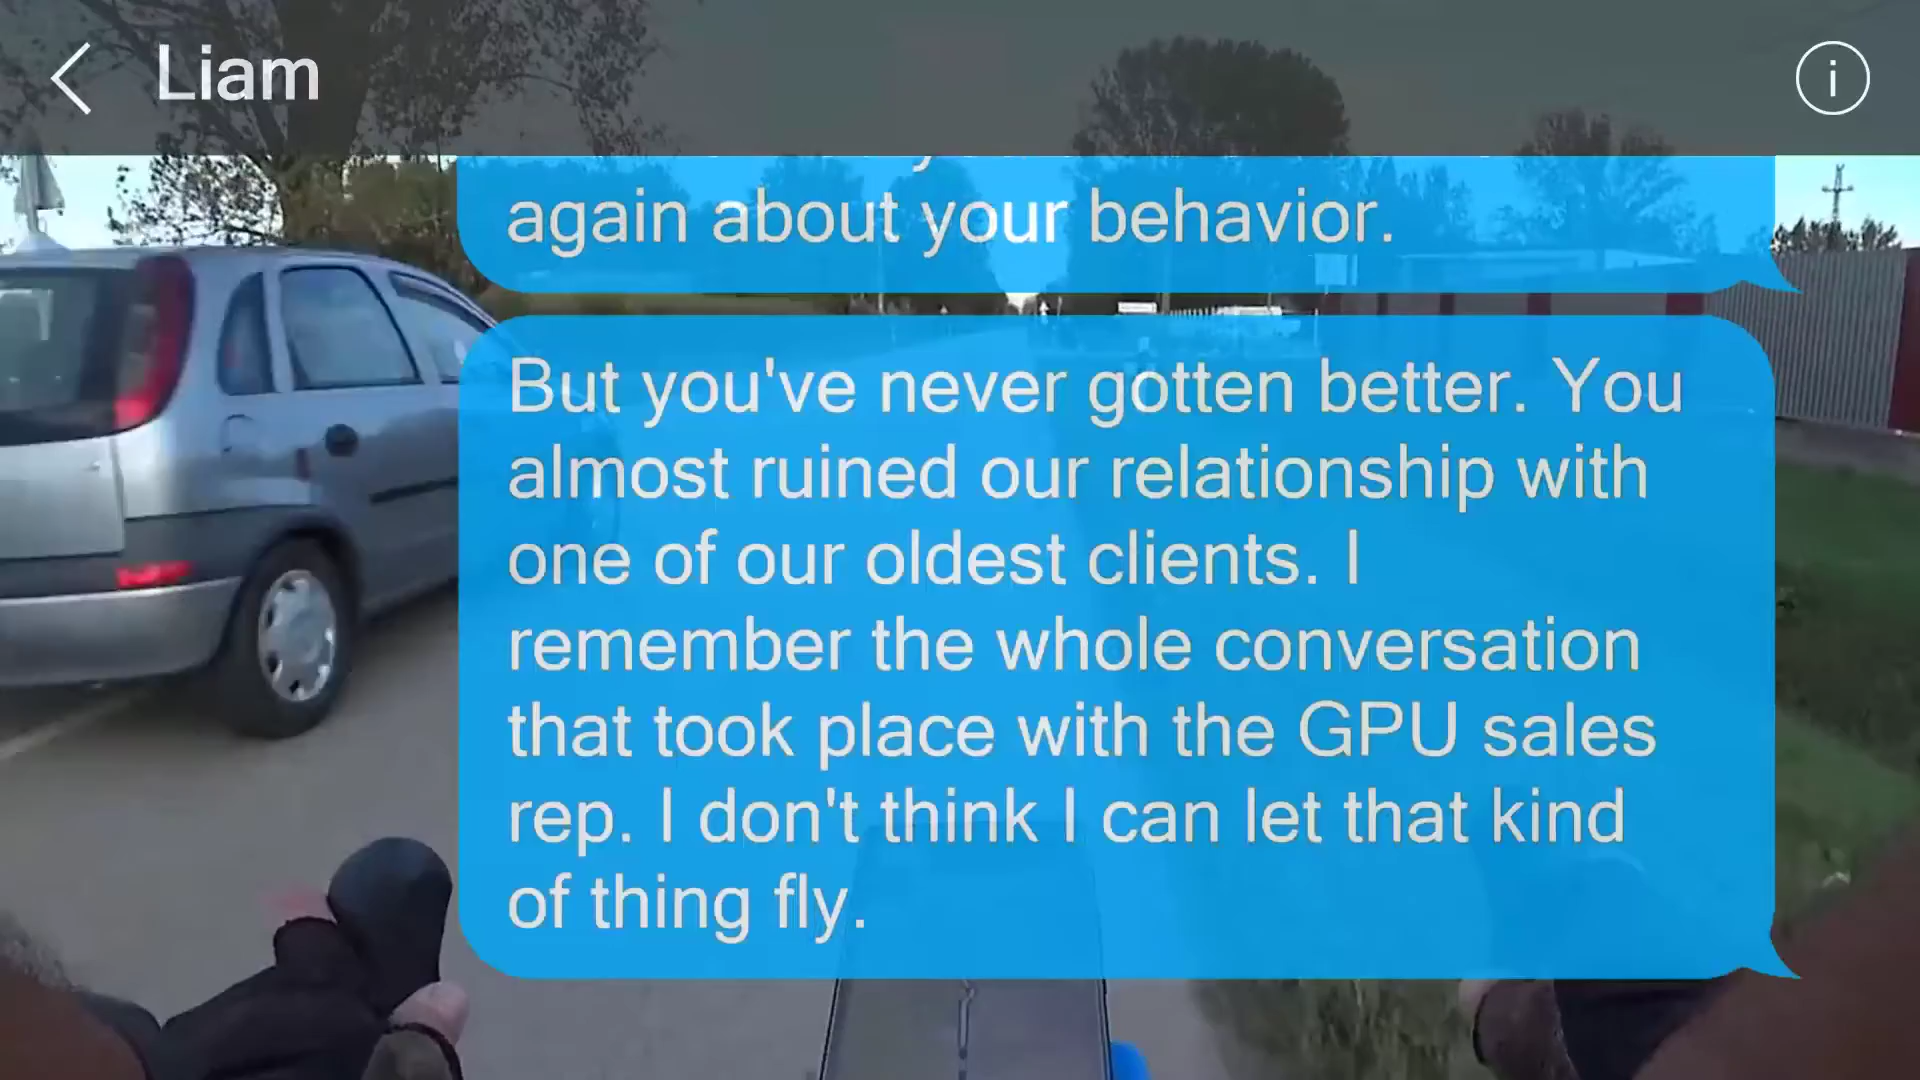 Liam
again about your behavior.
But you've never gotten better. You
almost ruined our relationship with
one of our oldest clients. I
remember the whole conversation
that took place with the GPU sales
rep. I don't think I can let that kind
of thing fly.